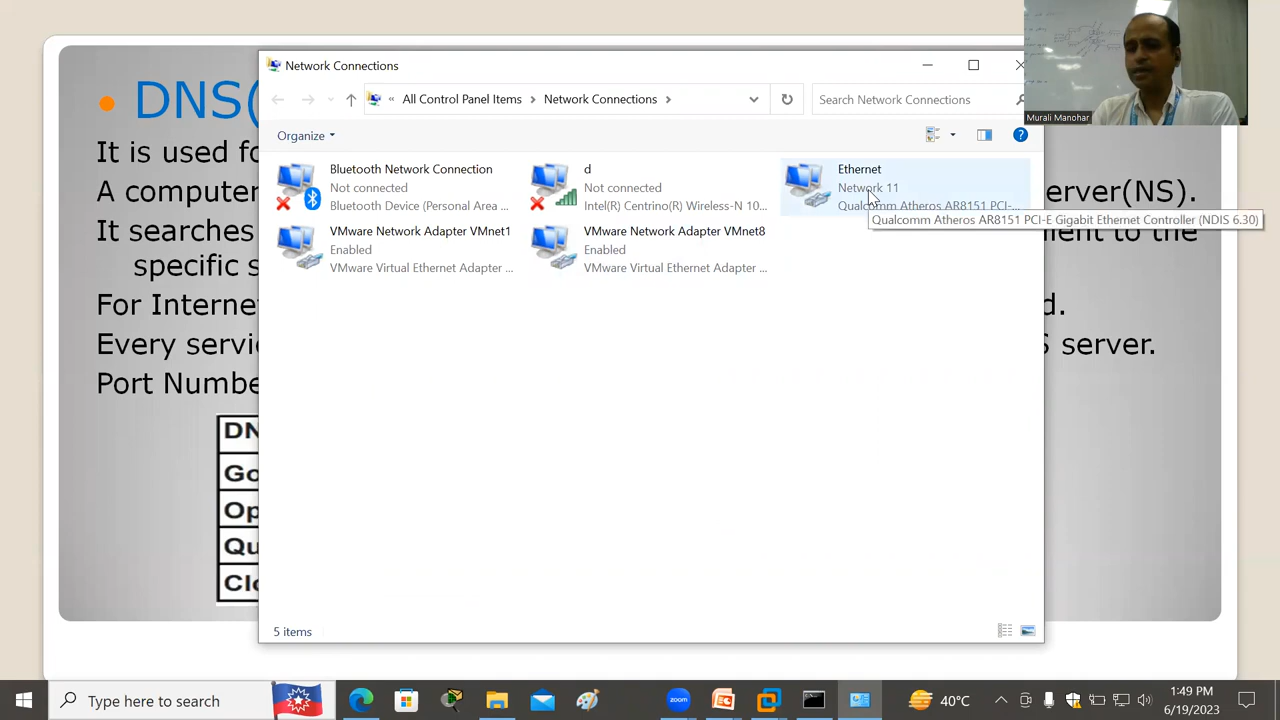 Murali Manohar
DNS(
It is used fo
A computer
erver(NS).
It searches
ment to the
specific s
For Interne
d.
Every servi
S server.
Port Numbe
DN
Go
Op
Qu
Clo
Network Connections
« All Control Panel Items > Network Connections >
Search Network Connections
Organize
Bluetooth Network Connection
Not connected
Bluetooth Device (Personal Area ...
d
Not connected
Intel(R) Centrino(R) Wireless-N 10...
Ethernet
Network 11
Qualcomm Atheros AR8151 PCI-...
Qualcomm Atheros AR8151 PCI-E Gigabit Ethernet Controller (NDIS 6.30)
VMware Network Adapter VMnet1
Enabled
VMware Virtual Ethernet Adapter ...
VMware Network Adapter VMnet8
Enabled
VMware Virtual Ethernet Adapter ...
5 items
Type here to search
zoom
40°C
1:49 PM
6/19/2023